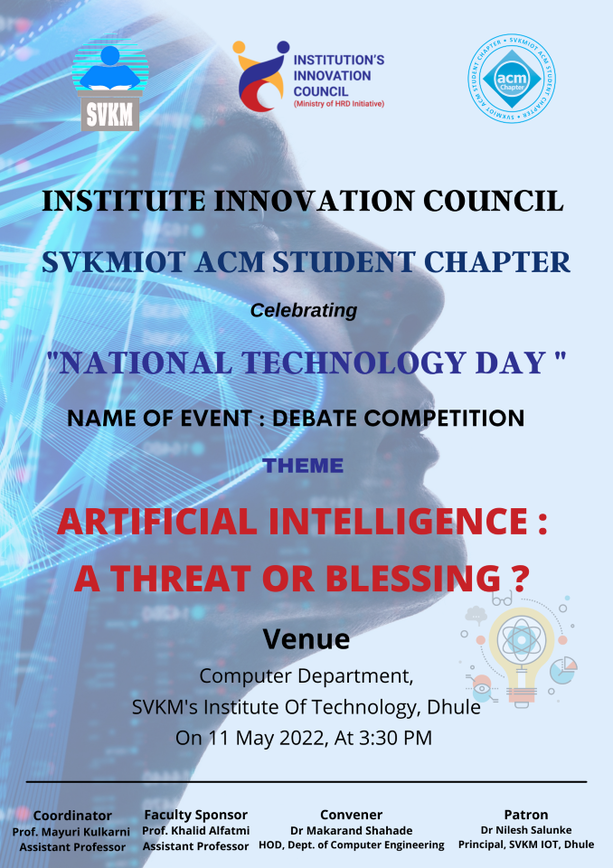 SVKM
INSTITUTION'S
INNOVATION
COUNCIL
(Ministry of HRD Initiative)
SVKMIOT ACM STUDENT CHAPTER • SVKMIOT ACM STUDENT CHAPTER •
acm
Chapter
INSTITUTE INNOVATION COUNCIL
SVKMIOT ACM STUDENT CHAPTER
Celebrating
"NATIONAL TECHNOLOGY DAY "
NAME OF EVENT : DEBATE COMPETITION
THEME
ARTIFICIAL INTELLIGENCE :
A THREAT OR BLESSING ?
Venue
Computer Department,
SVKM's Institute Of Technology, Dhule
On 11 May 2022, At 3:30 PM
Coordinator
Prof. Mayuri Kulkarni
Assistant Professor
Faculty Sponsor
Prof. Khalid Alfatmi
Assistant Professor
Convener
Dr Makarand Shahade
HOD, Dept. of Computer Engineering
Patron
Dr Nilesh Salunke
Principal, SVKM IOT, Dhule